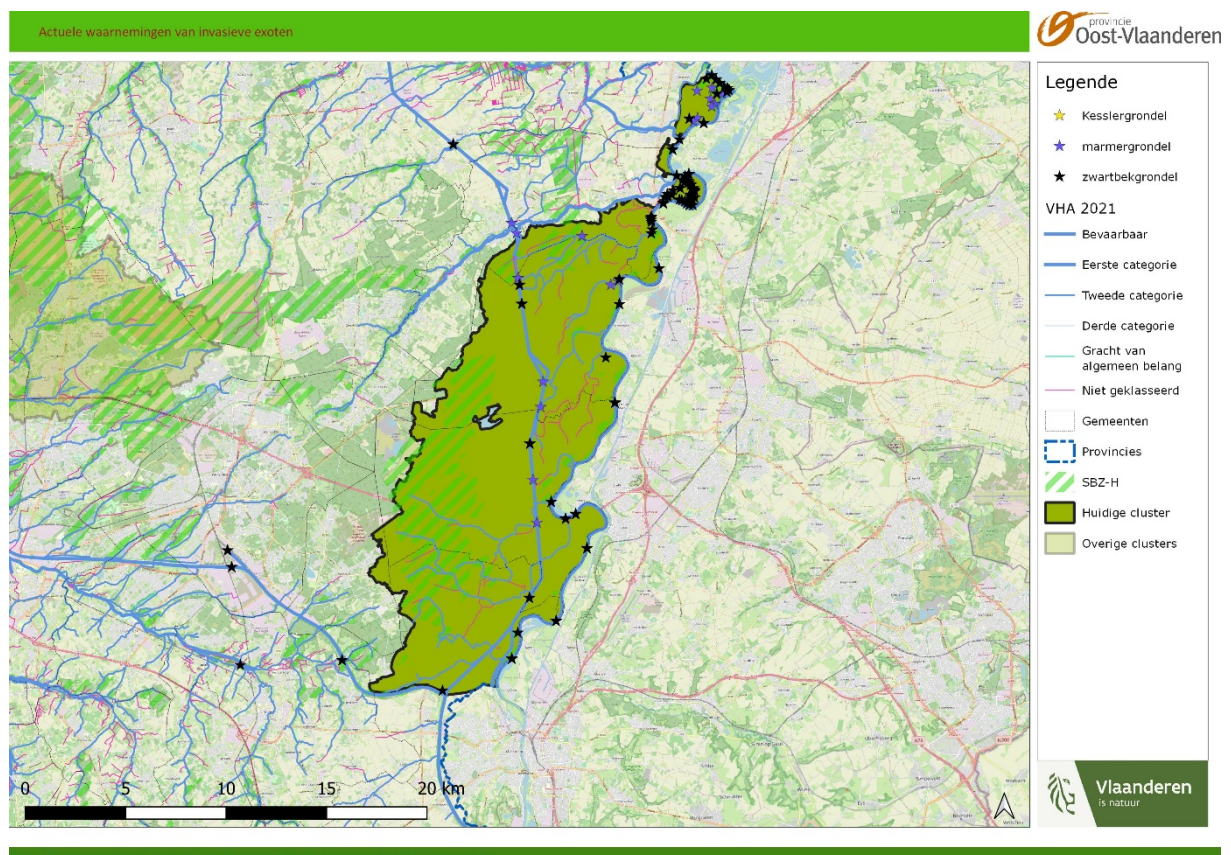 Actuele waarnemingen van invasieve exoten
provincie
Oost-Vlaanderen
Legende
Kesslergrondel
marmergrondel
zwartbekgrondel
VHA 2021
Bevaarbaar
Eerste categorie
Tweede categorie
Derde categorie
Gracht van
algemeen belang
Niet geklasseerd
Gemeenten
Provincies
SBZ-H
Huidige cluster
Overige clusters
0 5 10 15 20 km
Vlaanderen
is natuur